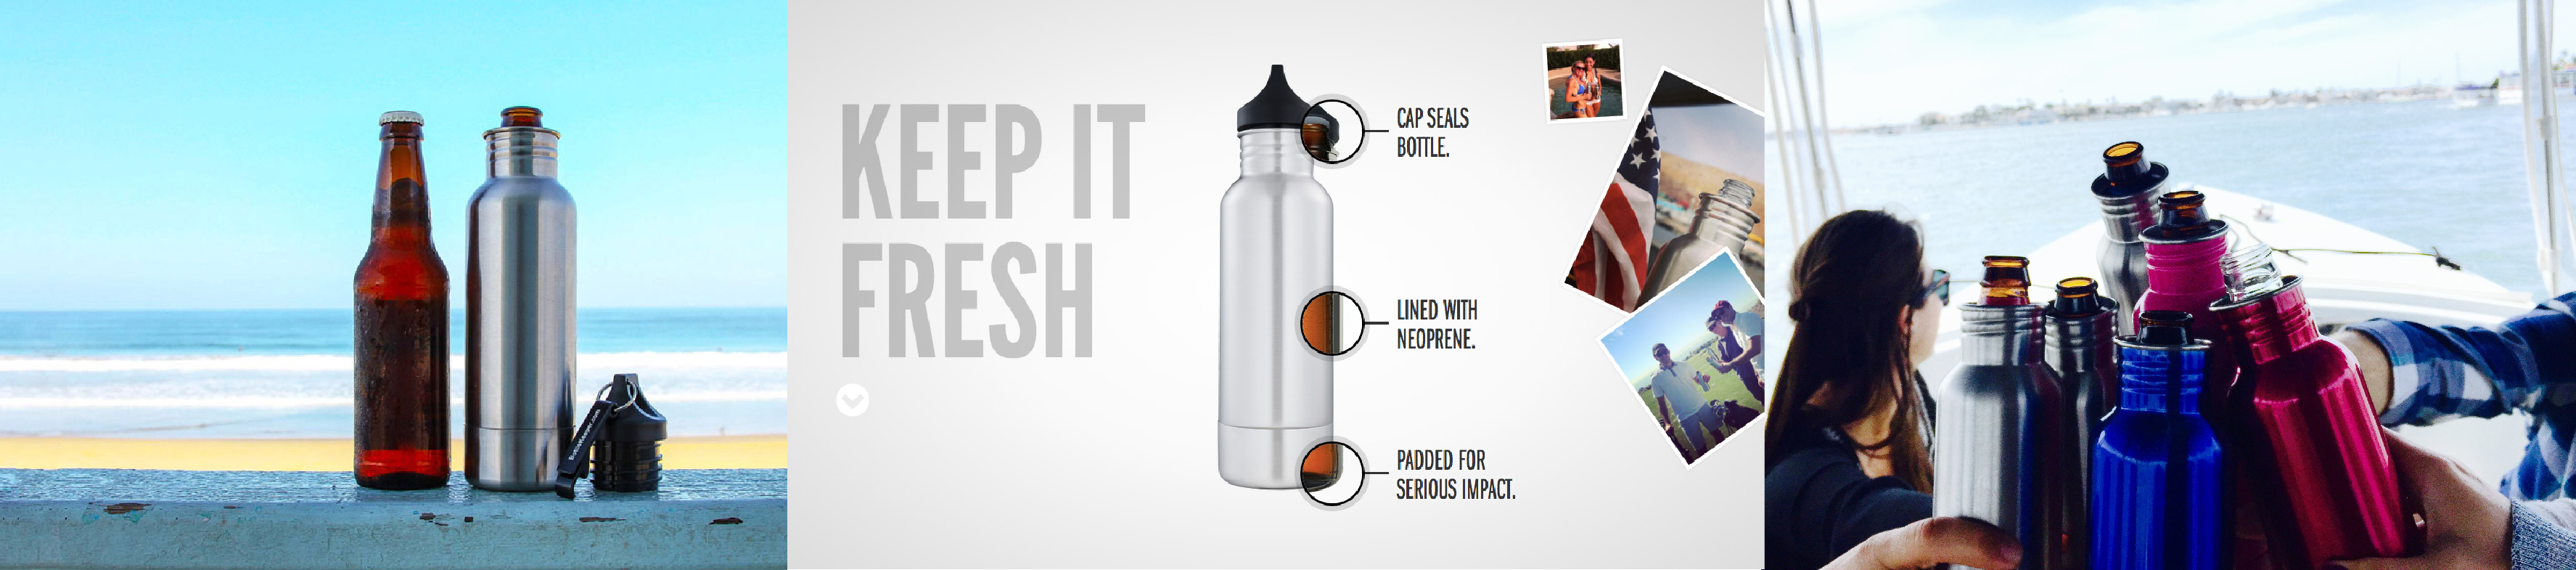 KEEP IT
FRESH
CAP SEALS
BOTTLE.
LINED WITH
NEOPRENE.
PADDED FOR
SERIOUS IMPACT.